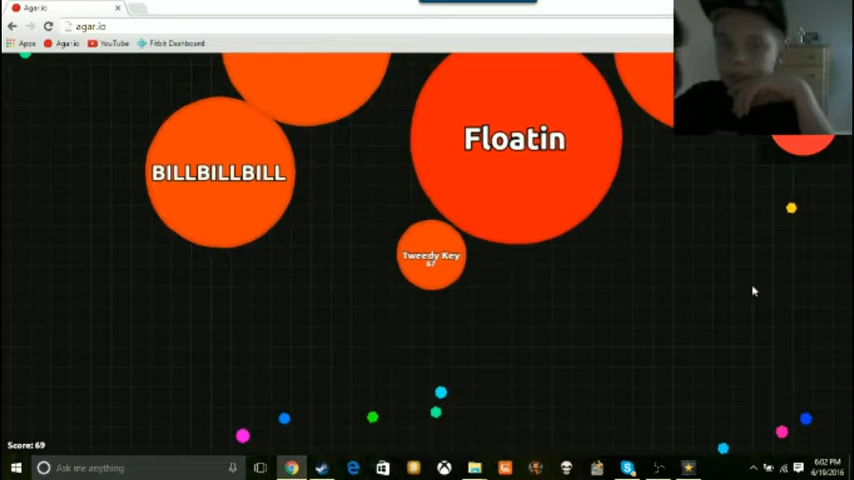 Agar.io
agar.io
Apps Agar.io YouTube Fitbit Dashboard
Floatin
BILLBILLBILL
Tweedy Key
67
Score: 69
Ask me anything
6:02 PM
6/19/2016